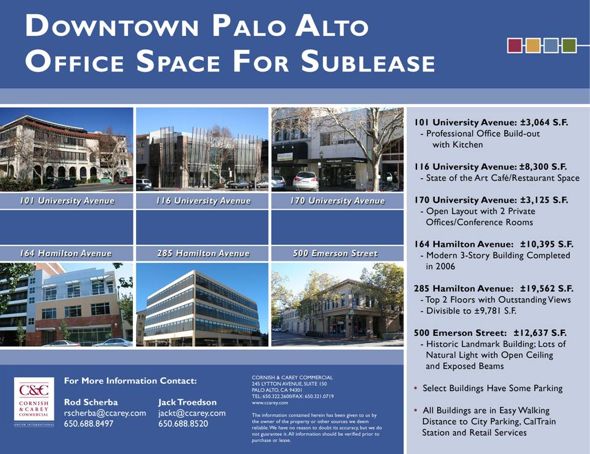 DOWNTOWN PALO ALTO
OFFICE SPACE FOR SUBLEASE
101 University Avenue
116 University Avenue
170 University Avenue
164 Hamilton Avenue
285 Hamilton Avenue
500 Emerson Street
101 University Avenue: ±3,064 S.F.
- Professional Office Build-out
with Kitchen
116 University Avenue: ±8,300 S.F.
- State of the Art Café/Restaurant Space
170 University Avenue: ±3,125 S.F.
- Open Layout with 2 Private
Offices/Conference Rooms
164 Hamilton Avenue: ±10,395 S.F.
- Modern 3-Story Building Completed
in 2006
285 Hamilton Avenue: ±19,562 S.F.
- Top 2 Floors with Outstanding Views
- Divisible to ±9,781 S.F.
500 Emerson Street: ±12,637 S.F.
- Historic Landmark Building; Lots of
Natural Light with Open Ceiling
and Exposed Beams
• Select Buildings Have Some Parking
• All Buildings are in Easy Walking
Distance to City Parking, CalTrain
Station and Retail Services
C&C
CORNISH
& CAREY
COMMERCIAL
For More Information Contact:
Rod Scherba
rscherba@ccarey.com
650.688.8497
Jack Troedson
jackt@ccarey.com
650.688.8520
CORNISH & CAREY COMMERCIAL
245 LYTTON AVENUE, SUITE 150
PALO ALTO, CA 94301
TEL: 650.322.2600/FAX: 650.321.0719
www.ccarey.com
The information contained herein has been given to us by
the owner of the property or other sources we deem
reliable. We have no reason to doubt its accuracy, but we do
not guarantee it. All information should be verified prior to
purchase or lease.